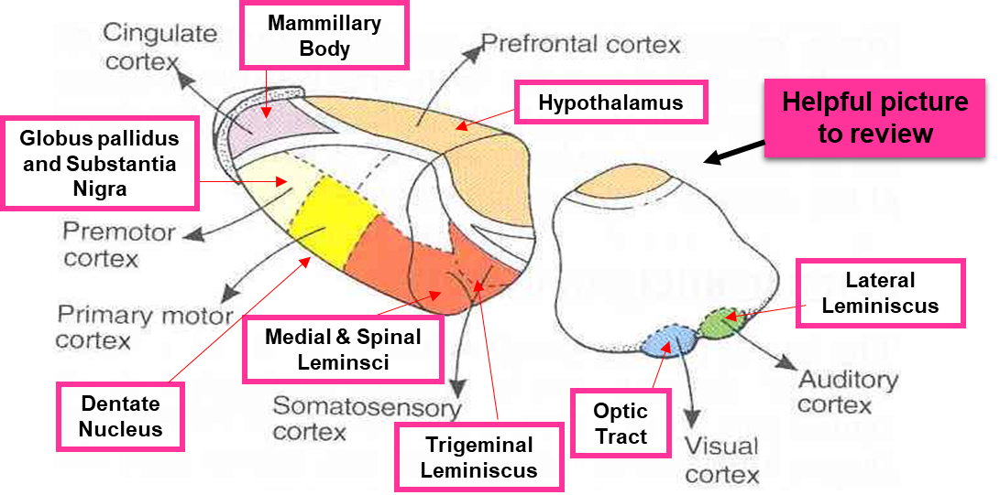 Cingulate
cortex
Mammillary
Body
Prefrontal cortex
Hypothalamus
Helpful picture
to review
Globus pallidus
and Substantia
Nigra
Premotor
cortex
Primary motor
cortex
Medial & Spinal
Leminsci
Lateral
Leminiscus
Dentate
Nucleus
Somatosensory
cortex
Trigeminal
Leminiscus
Optic
Tract
Visual
cortex
Auditory
cortex